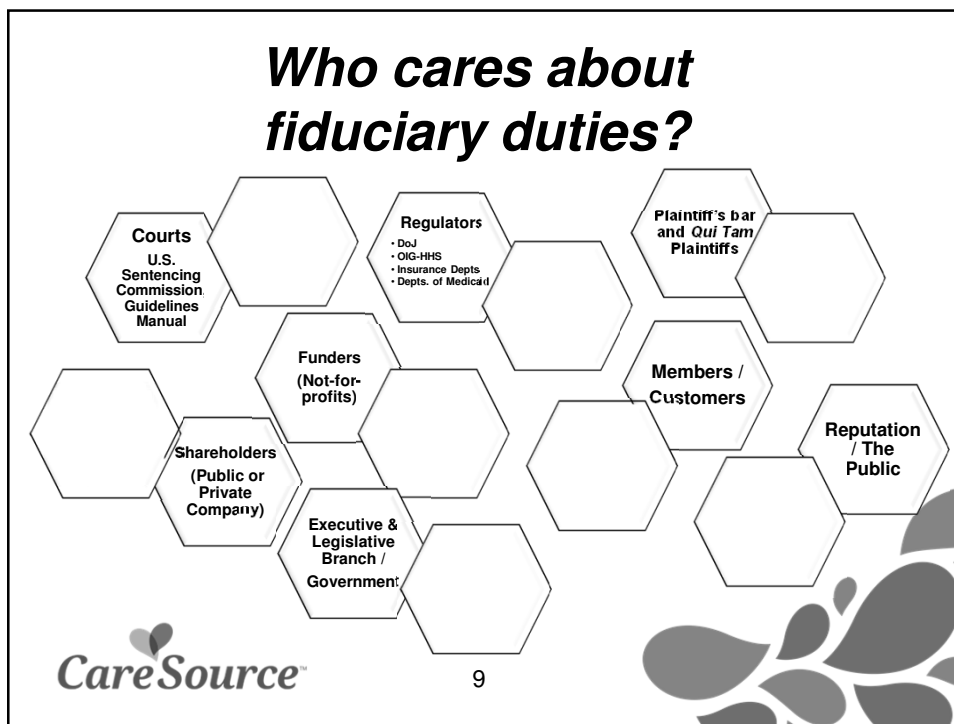 Who cares about
fiduciary duties?
Courts
U.S.
Sentencing
Commission,
Guidelines
Manual
Regulators
• DoJ
• OIG-HHS
• Insurance Depts
• Depts. of Medicaid
Plaintiff's bar
and Qui Tam
Plaintiffs
Funders
(Not-for-
profits)
Members /
Customers
Shareholders
(Public or
Private
Company)
Reputation
/ The
Public
Executive &
Legislative
Branch /
Government
CareSource™
9